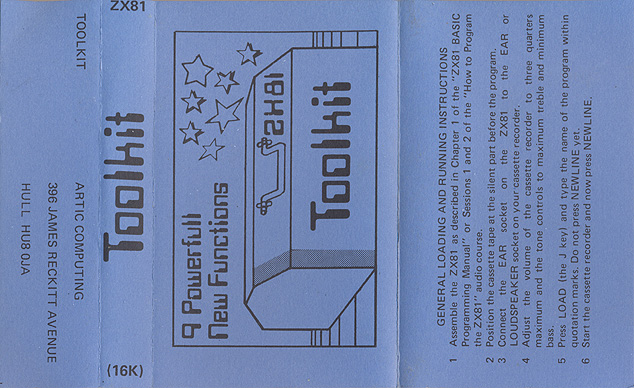 TOOLKIT
ARTIC COMPUTING
396 JAMES RECKITT AVENUE
HULL HU8 0JA
ZX81
Toolkit
(16K)
9 Powerfull
New Functions
ZX81
Toolkit
GENERAL LOADING AND RUNNING INSTRUCTIONS
1 Assemble the ZX81 as described in Chapter 1 of the "ZX81 BASIC
Programming Manual" or Sessions 1 and 2 of the "How to Program
the ZX81" audio course.
2 Position the cassette tape at the silent part before the program.
3 Connect the EAR socket on the ZX81 to the EAR or
LOUDSPEAKER socket on your cassette recorder.
4 Adjust the volume of the cassette recorder to three quarters
maximum and the tone controls to maximum treble and minimum
bass.
5 Press LOAD (the J key) and type the name of the program within
quotation marks. Do not press NEWLINE yet.
6 Start the cassette recorder and now press NEWLINE.